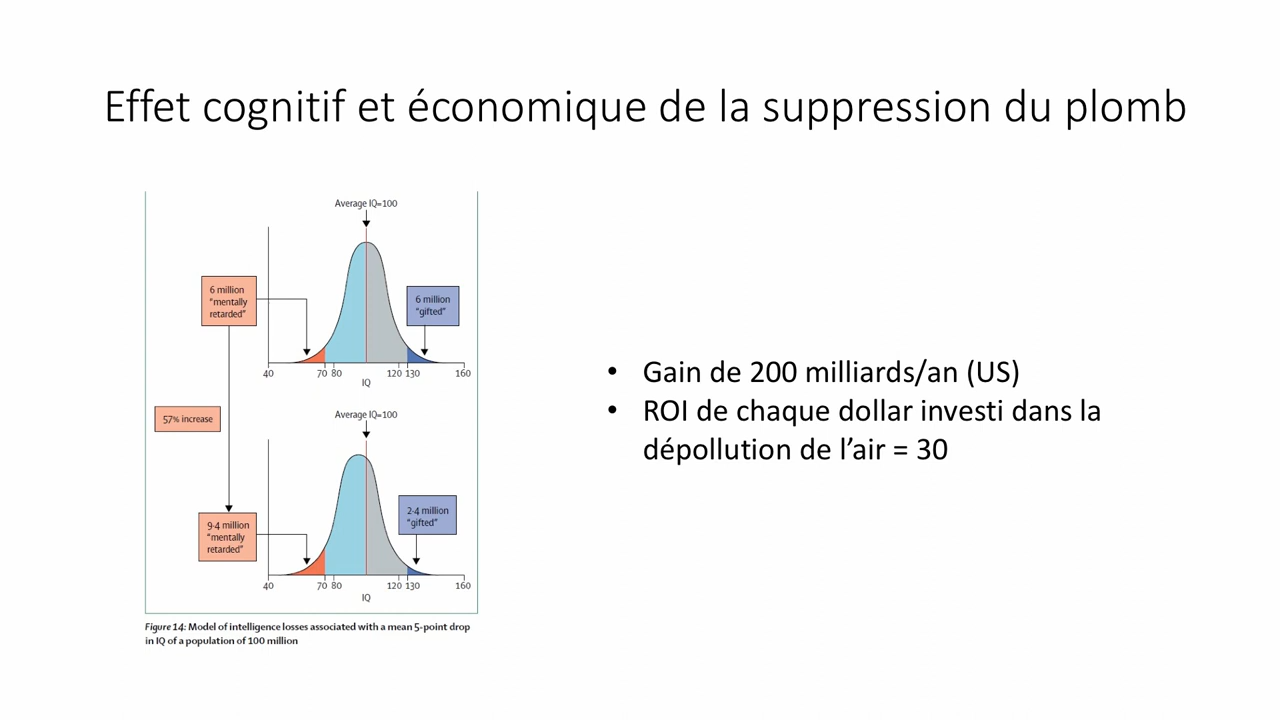 Effet cognitif et économique de la suppression du plomb
Average IQ=100
6 million
"mentally
retarded"
6 million
"gifted"
40 70 80 120 130 160
IQ
57% increase
Average IQ=100
9·4 million
"mentally
retarded"
2·4 million
"gifted"
40 70 80 120 130 160
IQ
Figure 14: Model of intelligence losses associated with a mean 5-point drop
in IQ of a population of 100 million
• Gain de 200 milliards/an (US)
• ROI de chaque dollar investi dans la
dépollution de l’air = 30